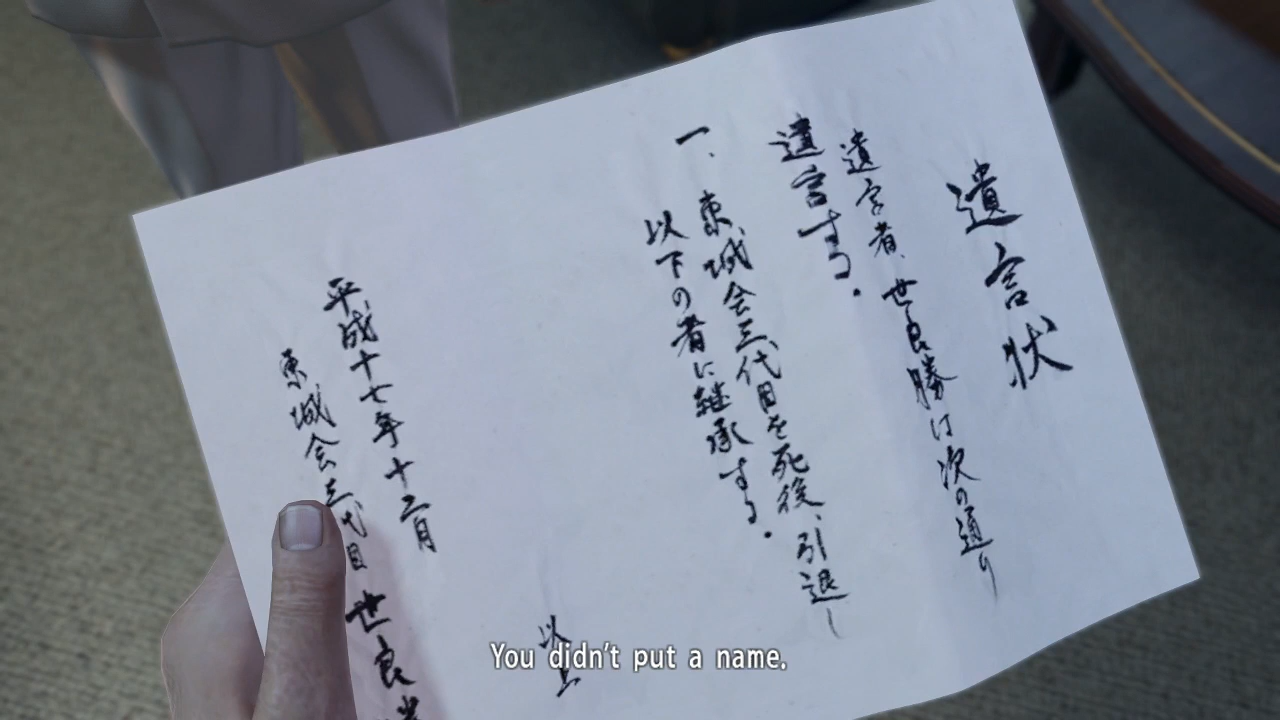 遺言状
遺言者、世良勝は次の通り
遺言する。
一、東城会三代目を死後、引退し
以下の者に継承する。
以上
平成十七年十二月
東城会三代目 世良勝
You didn't put a name.